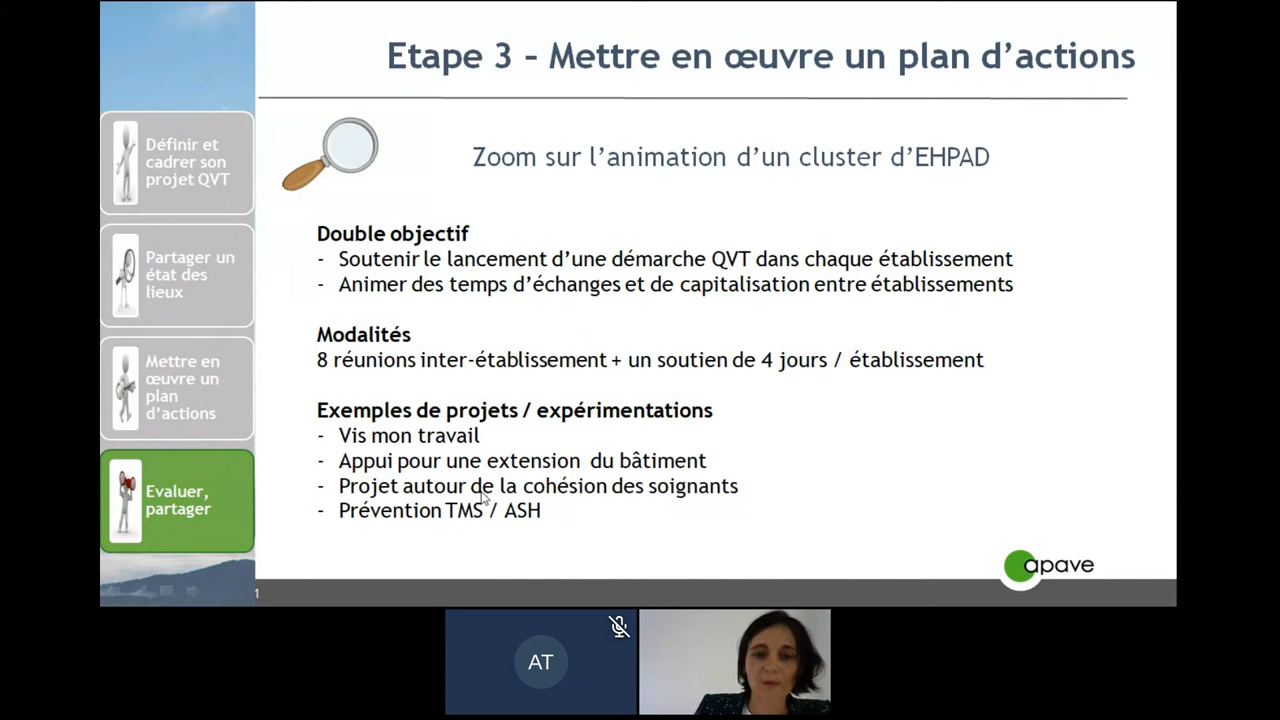 Etape 3 – Mettre en œuvre un plan d'actions
Définir et
cadrer son
projet QVT
Partager un
état des
lieux
Mettre en
œuvre un
plan
d'actions
Evaluer,
partager
Zoom sur l'animation d'un cluster d'EHPAD
Double objectif
- Soutenir le lancement d'une démarche QVT dans chaque établissement
- Animer des temps d'échanges et de capitalisation entre établissements
Modalités
8 réunions inter-établissement + un soutien de 4 jours / établissement
Exemples de projets / expérimentations
- Vis mon travail
- Appui pour une extension du bâtiment
- Projet autour de la cohésion des soignants
- Prévention TMS / ASH
apave
1
AT